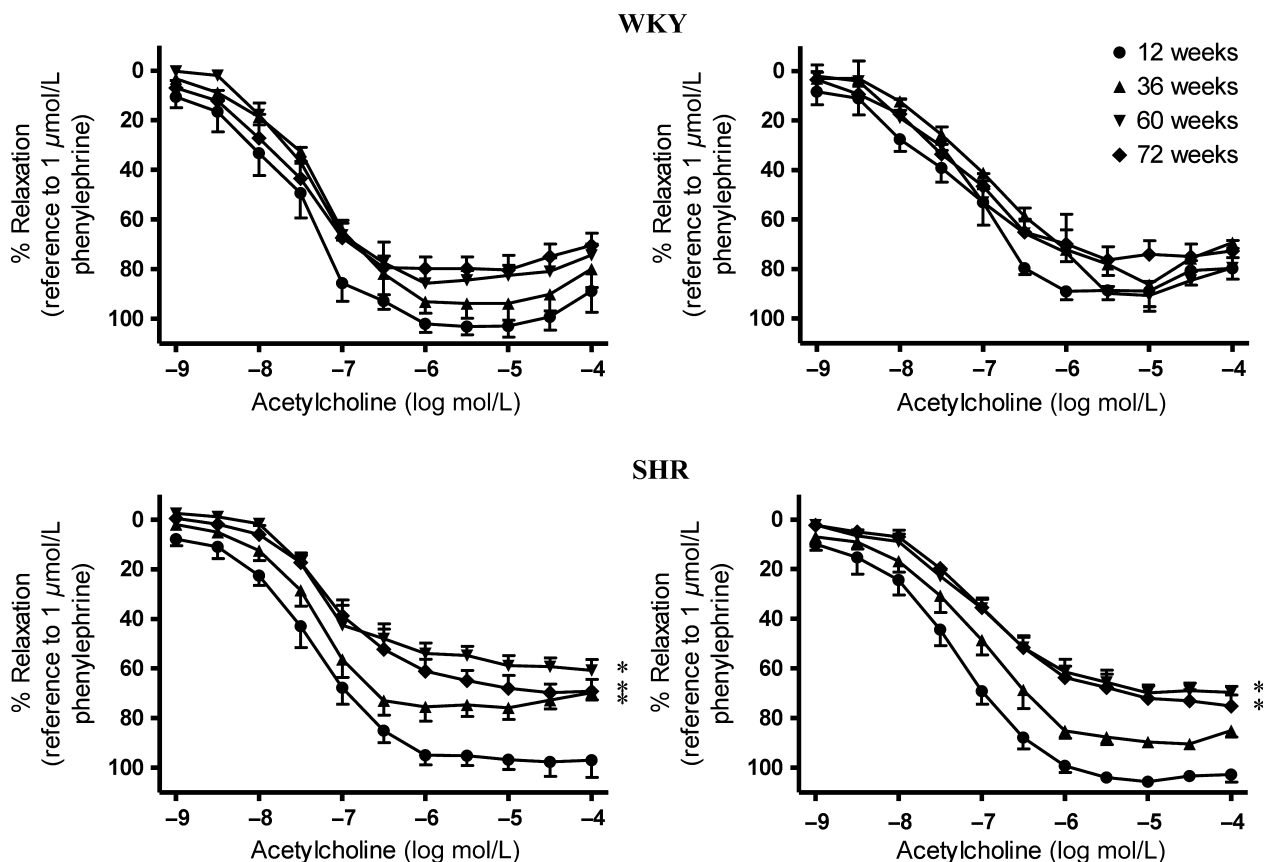 WKY
% Relaxation
(reference to 1 µmol/L
phenylephrine)
0
20
40
60
80
100
–9
–8
–7
–6
–5
–4
Acetylcholine (log mol/L)
% Relaxation
(reference to 1 µmol/L
phenylephrine)
0
20
40
60
80
100
–9
–8
–7
–6
–5
–4
Acetylcholine (log mol/L)
12 weeks
36 weeks
60 weeks
72 weeks
SHR
% Relaxation
(reference to 1 µmol/L
phenylephrine)
0
20
40
60
80
100
–9
–8
–7
–6
–5
–4
Acetylcholine (log mol/L)
*
*
*
% Relaxation
(reference to 1 µmol/L
phenylephrine)
0
20
40
60
80
100
–9
–8
–7
–6
–5
–4
Acetylcholine (log mol/L)
*
*